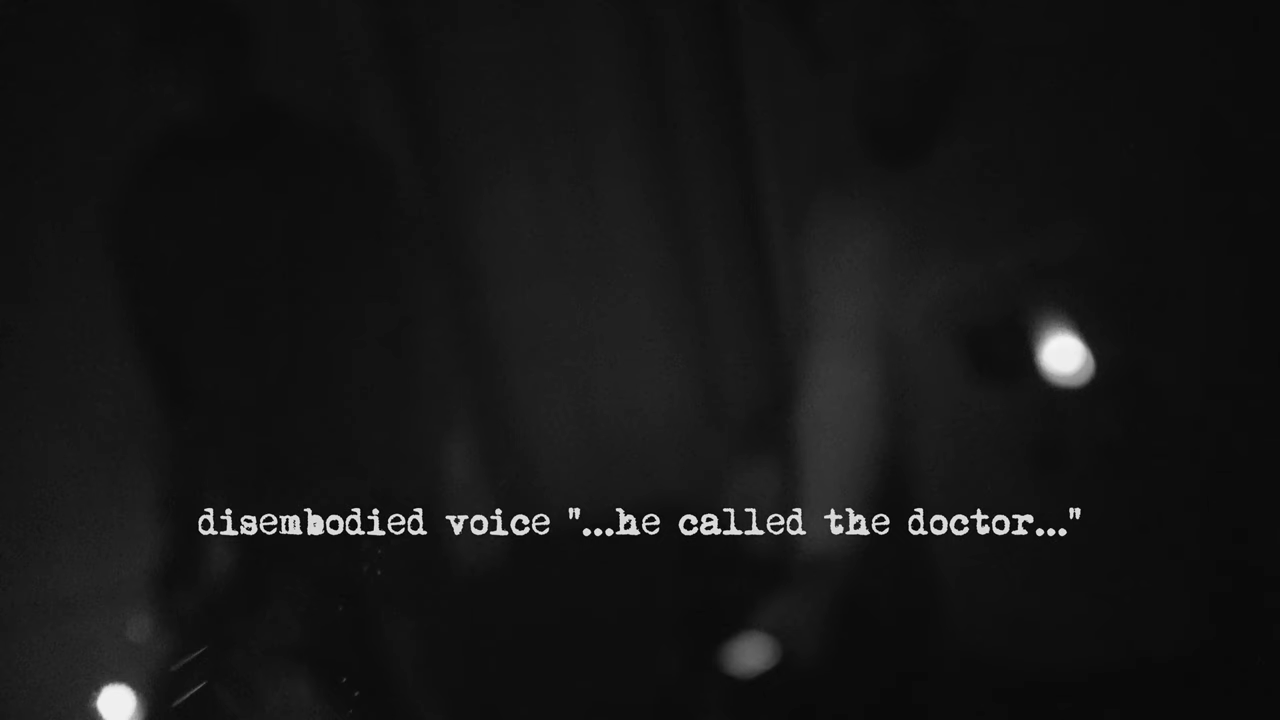 disembodied voice "...he called the doctor..."